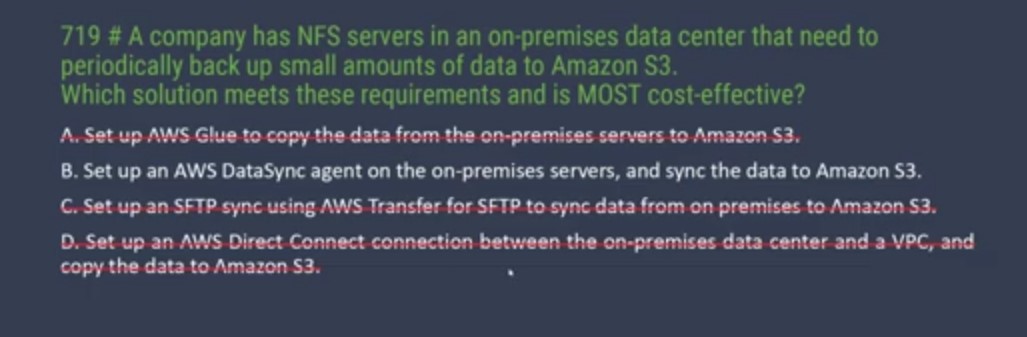 719 # A company has NFS servers in an on-premises data center that need to
periodically back up small amounts of data to Amazon S3.
Which solution meets these requirements and is MOST cost-effective?
A. Set up AWS Glue to copy the data from the on-premises servers to Amazon S3.
B. Set up an AWS DataSync agent on the on-premises servers, and sync the data to Amazon S3.
C. Set up an SFTP sync using AWS Transfer for SFTP to sync data from on premises to Amazon S3.
D. Set up an AWS Direct Connect connection between the on-premises data center and a VPC, and
copy the data to Amazon S3.